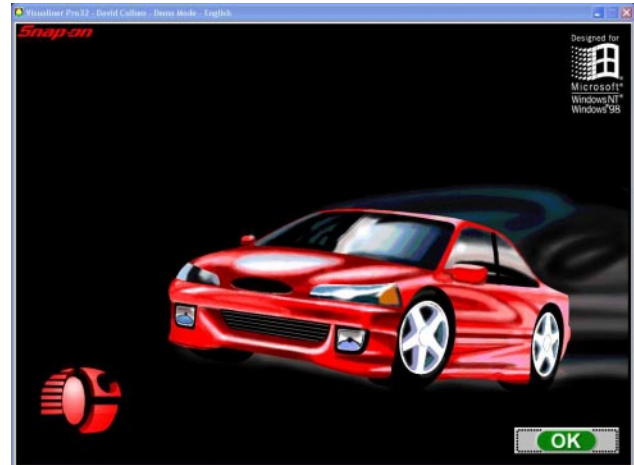 Visualiner Pro32 - David Collum - Demo Mode - English
Snap-on
Designed for
Microsoft®
Windows NT®
Windows®98
OK